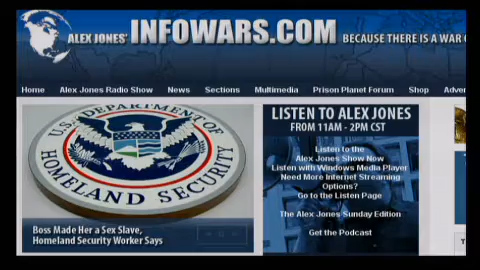 ALEX JONES' INFOWARS.COM BECAUSE THERE IS A WAR
Home Alex Jones Radio Show News Sections Multimedia Prison Planet Forum Shop Adver
U.S. DEPARTMENT OF
HOMELAND SECURITY
Boss Made Her a Sex Slave,
Homeland Security Worker Says
LISTEN TO ALEX JONES
FROM 11AM - 2PM CST
Listen to the
Alex Jones Show Now
Listen with Windows Media Player
Need More Internet Streaming
Options?
Go to the Listen Page
The Alex Jones Sunday Edition
Get the Podcast